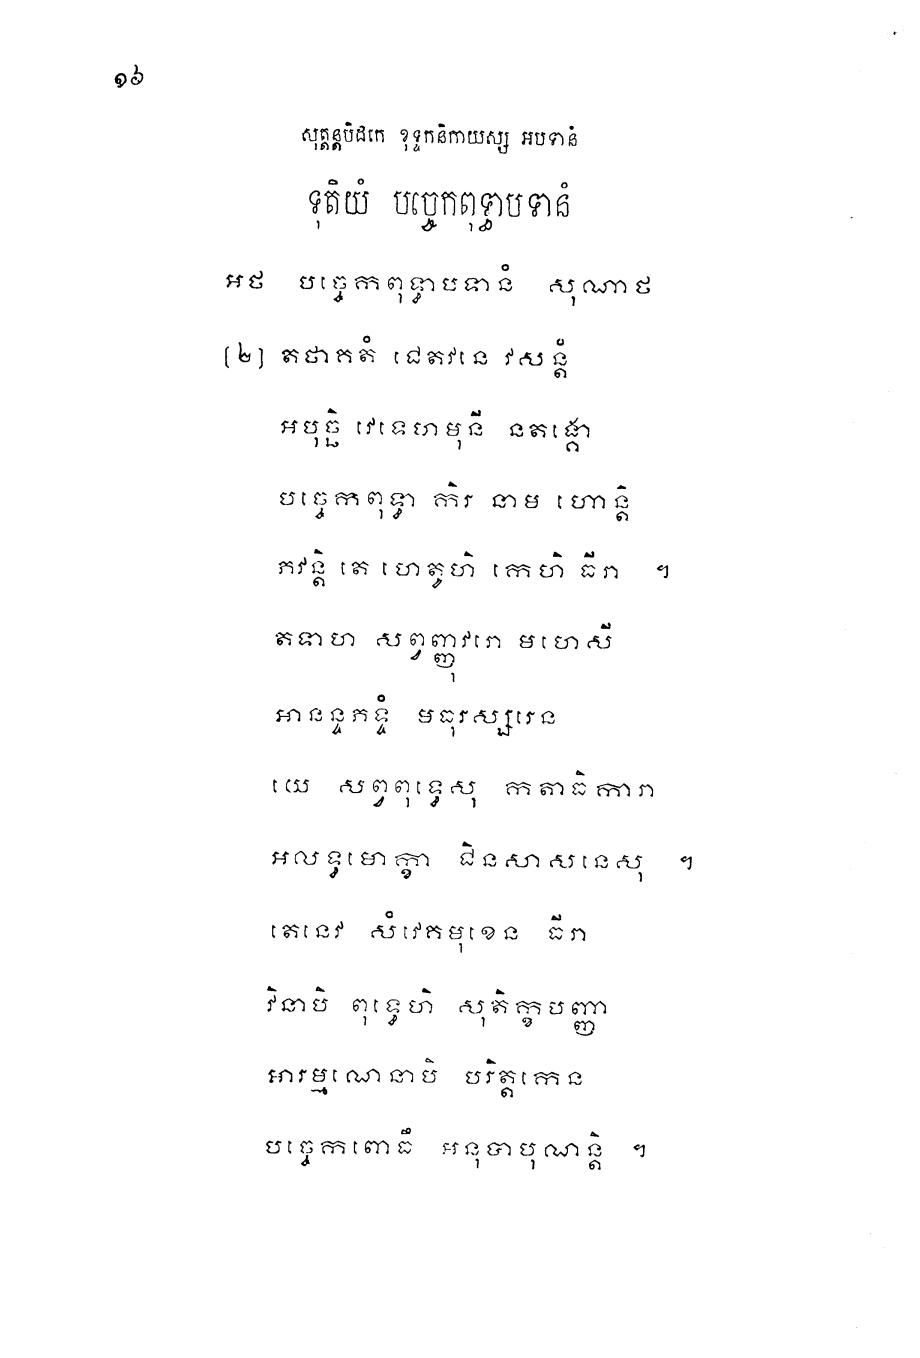 ១៦
សុត្តន្តបិដកេ ខុទ្ទកនិកាយស្ស អបទានំ
ទុតិយំ បច្ចេកពុទ្ធាបទានំ
អថ បច្ចេកពុទ្ធាបទានំ សុណាថ
[២] តថាគតំ ជេតវនេ វសន្តំ
អបុច្ឆិ វេទេហមុនី នតង្គោ
បច្ចេកពុទ្ធា កិរ នាម ហោន្តិ
ភវន្តិ តេ ហេតូហិ កេហិ ធីរា ។
តទាហ សព្វញ្ញុវរោ មហេសី
អានន្ទភទ្ទំ មធុរស្សរេន
យេ សព្វពុទ្ធេសុ កតាធិការា
អលទ្ធមោក្ខា ជិនសាសនេសុ ។
តេនេវ សំវេគមុខេន ធីរា
វិនាបិ ពុទ្ធេហិ សុតិក្ខបញ្ញា
អារម្មណេនាបិ បរិត្តកេន
បច្ចេកពោធឹ អនុបាបុណន្តិ ។